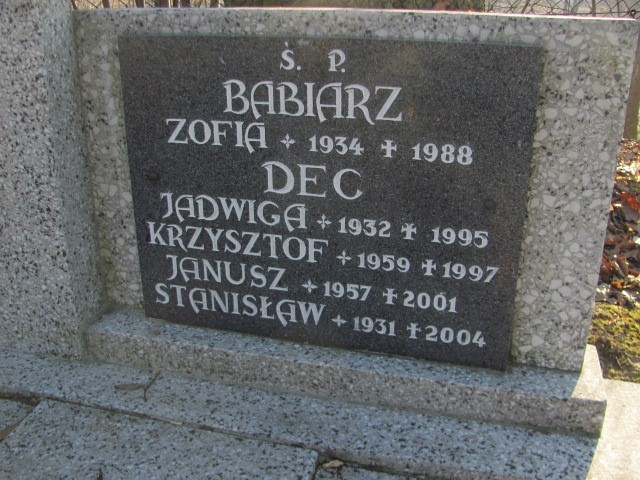 Ś. P.
BABIARZ
ZOFIA ✦ 1934 ✝ 1988
DEC
JADWIGA ✦ 1932 ✝ 1995
KRZYSZTOF ✦ 1959 ✝ 1997
JANUSZ ✦ 1957 ✝ 2001
STANISŁAW ✦ 1931 ✝ 2004